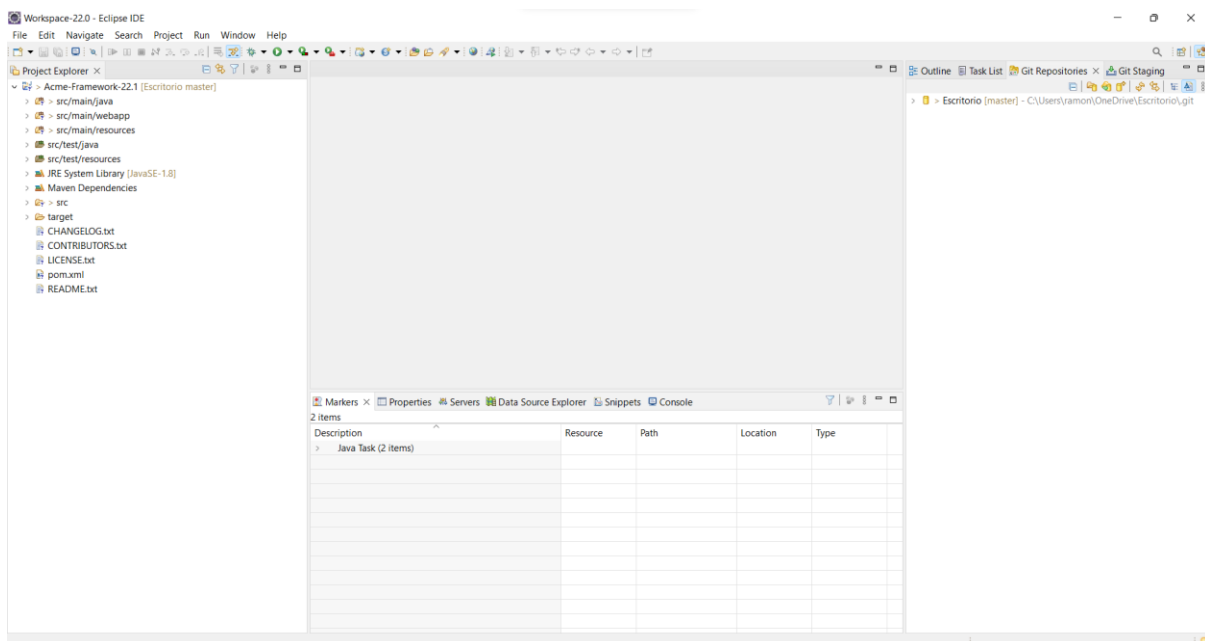 Workspace-22.0 - Eclipse IDE
File Edit Navigate Search Project Run Window Help
Project Explorer
Outline Task List Git Repositories Git Staging
> Acme-Framework-22.1 [Escritorio master]
> src/main/java
> src/main/webapp
> src/main/resources
src/test/java
src/test/resources
JRE System Library [JavaSE-1.8]
Maven Dependencies
> src
target
CHANGELOG.txt
CONTRIBUTORS.txt
LICENSE.txt
pom.xml
README.txt
> Escritorio [master] - C:\Users\ramon\OneDrive\Escritorio\.git
Markers Properties Servers Data Source Explorer Snippets Console
2 items
Description Resource Path Location Type
Java Task (2 items)